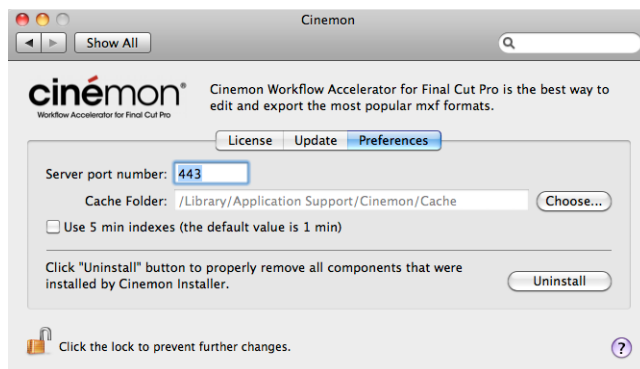 Cinemon
Show All
cinémon®
Workflow Accelerator for Final Cut Pro
Cinemon Workflow Accelerator for Final Cut Pro is the best way to
edit and export the most popular mxf formats.
License Update Preferences
Server port number: 443
Cache Folder: /Library/Application Support/Cinemon/Cache Choose...
Use 5 min indexes (the default value is 1 min)
Click "Uninstall" button to properly remove all components that were
installed by Cinemon Installer.
Uninstall
Click the lock to prevent further changes.
?